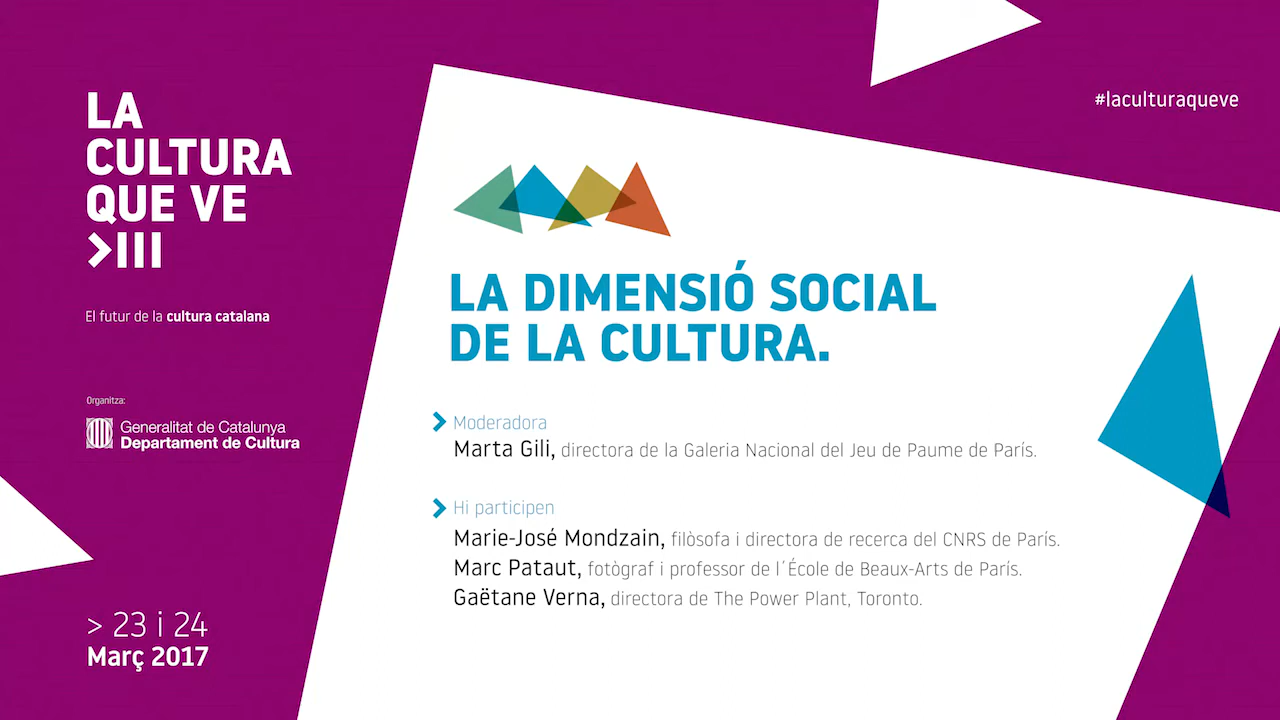 LA
CULTURA
QUE VE
>III
El futur de la cultura catalana
Organitza:
Generalitat de Catalunya
Departament de Cultura
> 23 i 24
Març 2017
#laculturaqueve
LA DIMENSIÓ SOCIAL
DE LA CULTURA.
Moderadora
Marta Gili, directora de la Galeria Nacional del Jeu de Paume de París.
Hi participen
Marie-José Mondzain, filòsofa i directora de recerca del CNRS de París.
Marc Pataut, fotògraf i professor de l´École de Beaux-Arts de París.
Gaëtane Verna, directora de The Power Plant, Toronto.